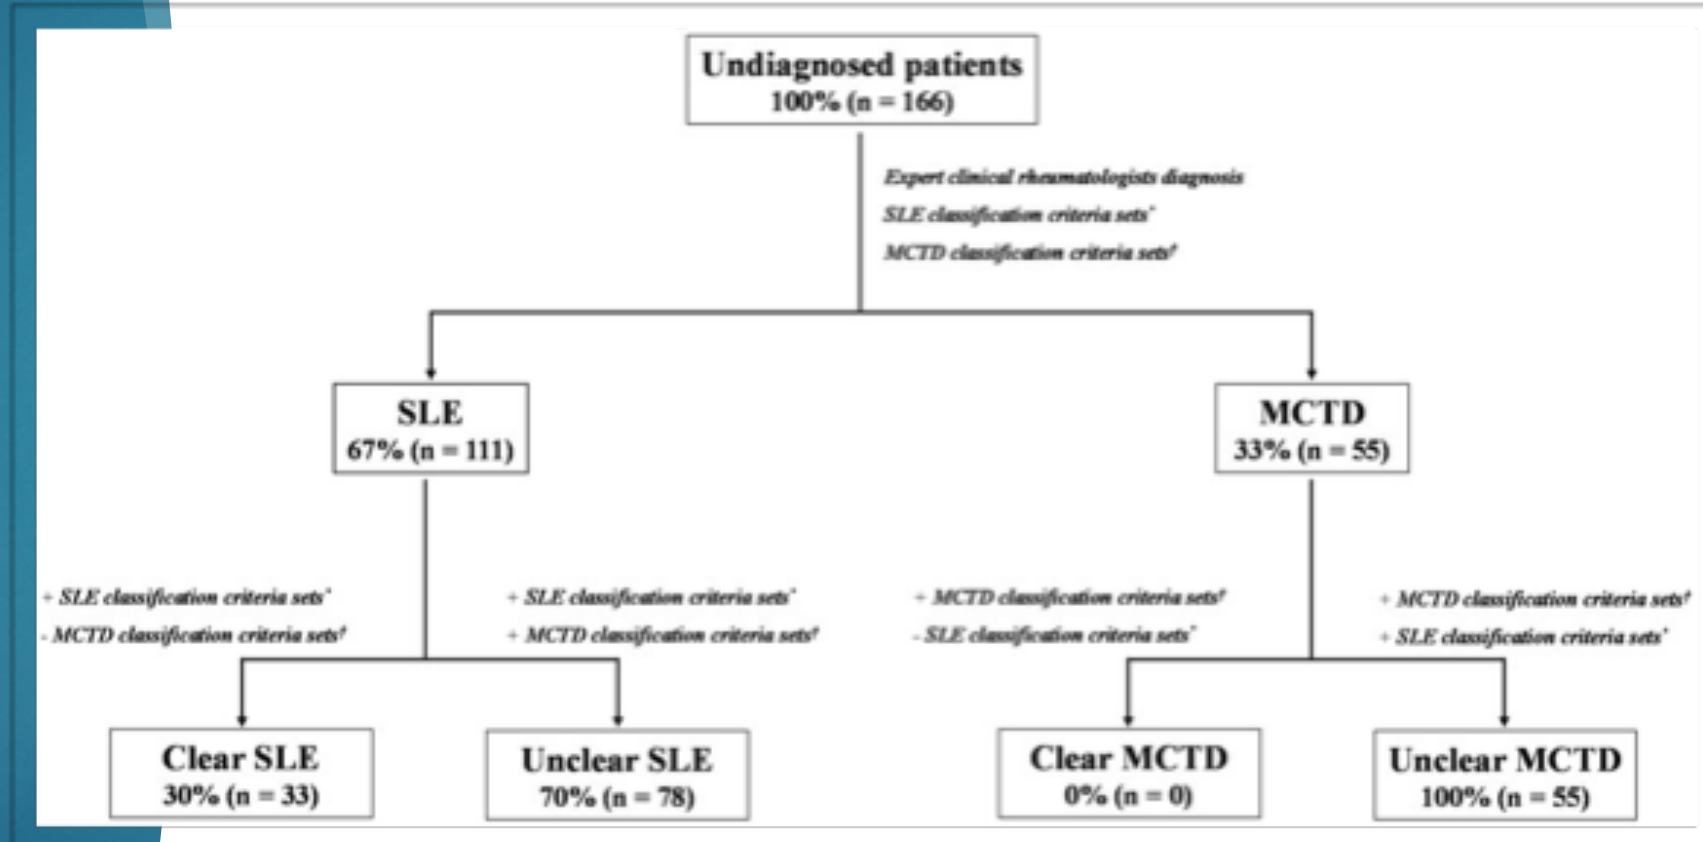 Undiagnosed patients
100% (n = 166)
Expert clinical rheumatologists diagnosis
SLE classification criteria sets*
MCTD classification criteria sets†
SLE
67% (n = 111)
MCTD
33% (n = 55)
+ SLE classification criteria sets*
- MCTD classification criteria sets†
+ SLE classification criteria sets*
+ MCTD classification criteria sets†
+ MCTD classification criteria sets†
- SLE classification criteria sets*
+ MCTD classification criteria sets†
+ SLE classification criteria sets*
Clear SLE
30% (n = 33)
Unclear SLE
70% (n = 78)
Clear MCTD
0% (n = 0)
Unclear MCTD
100% (n = 55)